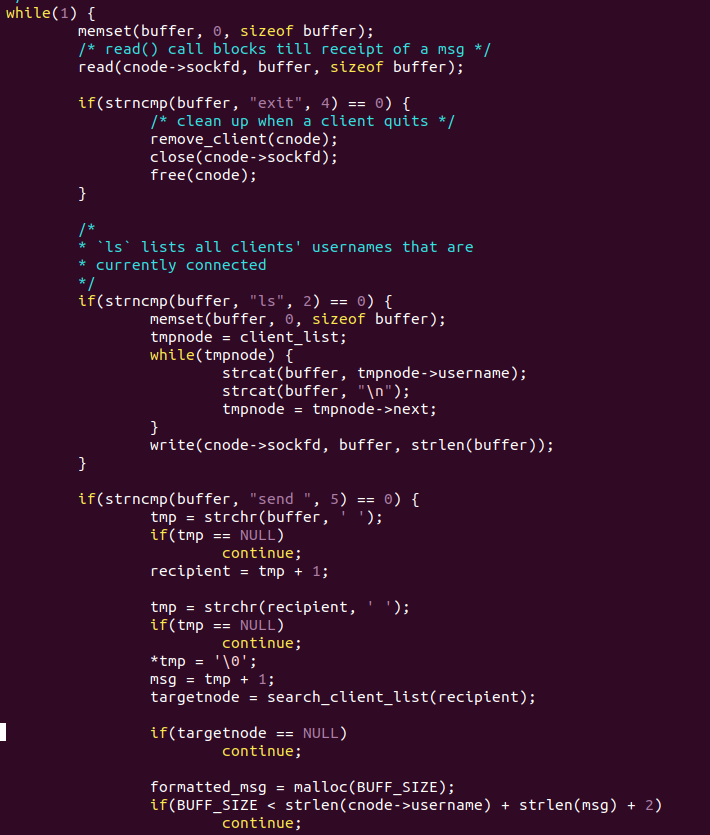 while(1) {
memset(buffer, 0, sizeof buffer);
/* read() call blocks till receipt of a msg */
read(cnode->sockfd, buffer, sizeof buffer);
if(strncmp(buffer, "exit", 4) == 0) {
/* clean up when a client quits */
remove_client(cnode);
close(cnode->sockfd);
free(cnode);
}
/*
* `ls` lists all clients' usernames that are
* currently connected
*/
if(strncmp(buffer, "ls", 2) == 0) {
memset(buffer, 0, sizeof buffer);
tmpnode = client_list;
while(tmpnode) {
strcat(buffer, tmpnode->username);
strcat(buffer, "\n");
tmpnode = tmpnode->next;
}
write(cnode->sockfd, buffer, strlen(buffer));
}
if(strncmp(buffer, "send ", 5) == 0) {
tmp = strchr(buffer, ' ');
if(tmp == NULL)
continue;
recipient = tmp + 1;
tmp = strchr(recipient, ' ');
if(tmp == NULL)
continue;
*tmp = '\0';
msg = tmp + 1;
targetnode = search_client_list(recipient);
if(targetnode == NULL)
continue;
formatted_msg = malloc(BUFF_SIZE);
if(BUFF_SIZE < strlen(cnode->username) + strlen(msg) + 2)
continue;